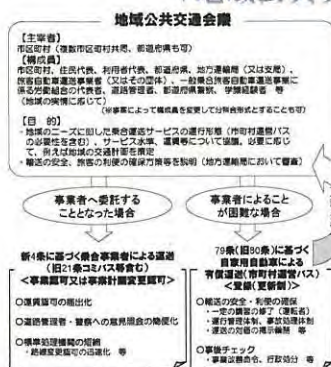 地域公共交通会議
【主宰者】
市区町村(複数市区町村共同、都道府県も可)
【構成員】
市区町村、住民代表、利用者代表、都道府県、地方運輸局(又は支局)、
旅客自動車運送事業者(又はその団体)、一般乗合旅客自動車運送事業に
係る労働組合の代表者、道路管理者、都道府県警察、学識経験者 等
(地域の実情に応じて)
(※事案によって構成員を変更して分科会形式とすることも可)
【目 的】
・地域のニーズに即した乗合運送サービスの運行形態(市町村運営バス
の必要性を含む)、サービス水準、運賃等について協議、必要に応じ
て、例えば地域の交通計画を策定
・輸送の安全、旅客の利便の確保方策等を説明(地方運輸局において審査)
事業者へ委託する
こととなった場合
事業者によること
が困難な場合
新4条に基づく乗合事業者による運送
(旧21条コミバス等含む)
<事業認可又は事業計画変更認可>
○運賃認可の届出化
○道路管理者・警察への意見照会の簡便化
○標準処理期間の短縮
・路線変更認可の迅速化 等
79条(旧80条)に基づく
自家用自動車による
有償運送(市町村運営バス)
<登録(更新制)>
○輸送の安全・利便の確保
・一定の講習の修了(運転者)
・運行管理体制、事故処理体制
・運送の対価の掲示義務 等
○事後チェック
・事業改善命令、行政処分 等